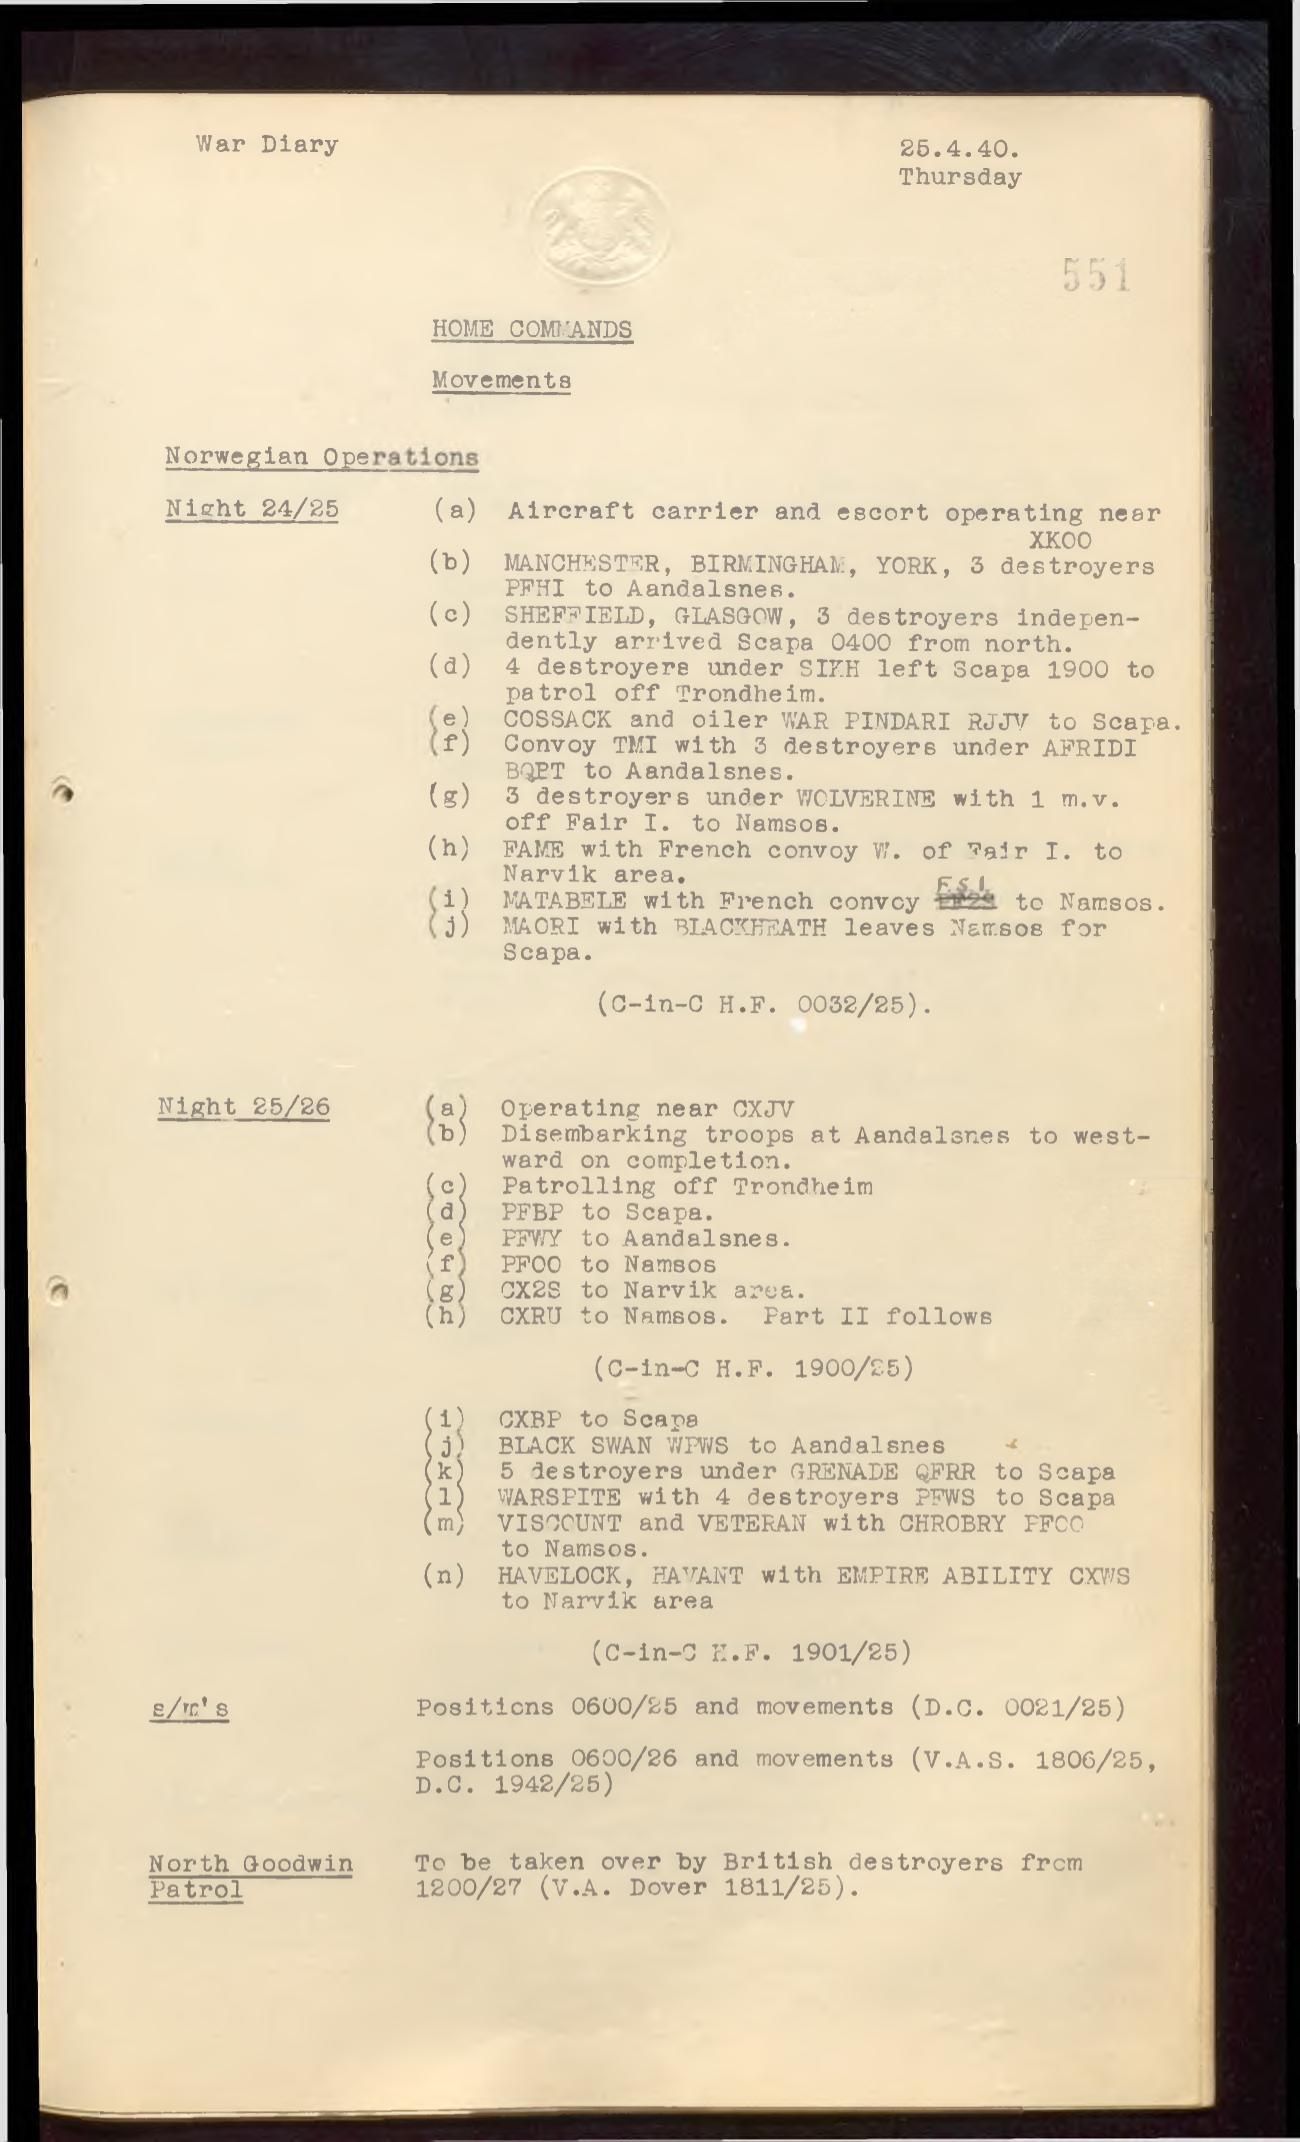 War Diary
25.4.40.
Thursday
551
HOME COMMANDS
Movements
Norwegian Operations
Night 24/25 (a) Aircraft carrier and escort operating near
XKOO
(b) MANCHESTER, BIRMINGHAM, YORK, 3 destroyers
PFHI to Aandalsnes.
(c) SHEFFIELD, GLASGOW, 3 destroyers indepen-
dently arrived Scapa 0400 from north.
(d) 4 destroyers under SIKH left Scapa 1900 to
patrol off Trondheim.
(e) COSSACK and oiler WAR PINDARI RJJV to Scapa.
(f) Convoy TMI with 3 destroyers under AFRIDI
BQPT to Aandalsnes.
(g) 3 destroyers under WOLVERINE with 1 m.v.
off Fair I. to Namsos.
(h) FAME with French convoy W. of Fair I. to
Narvik area.
(i) MATABELE with French convoy F.S.1. to Namsos.
(j) MAORI with BLACKHEATH leaves Namsos for
Scapa.
(C-in-C H.F. 0032/25).
Night 25/26 (a) Operating near CXJV
(b) Disembarking troops at Aandalsnes to west-
ward on completion.
(c) Patrolling off Trondheim
(d) PFBP to Scapa.
(e) PFWY to Aandalsnes.
(f) PFOO to Namsos
(g) CX2S to Narvik area.
(h) CXRU to Namsos. Part II follows
(C-in-C H.F. 1900/25)
(i) CXBP to Scapa
(j) BLACK SWAN WPWS to Aandalsnes
(k) 5 destroyers under GRENADE QFRR to Scapa
(l) WARSPITE with 4 destroyers PFWS to Scapa
(m) VISCOUNT and VETERAN with CHROBRY PFCO
to Namsos.
(n) HAVELOCK, HAVANT with EMPIRE ABILITY CXWS
to Narvik area
(C-in-C H.F. 1901/25)
s/m's Positions 0600/25 and movements (D.C. 0021/25)
Positions 0600/26 and movements (V.A.S. 1806/25,
D.C. 1942/25)
North Goodwin To be taken over by British destroyers from
Patrol 1200/27 (V.A. Dover 1811/25).